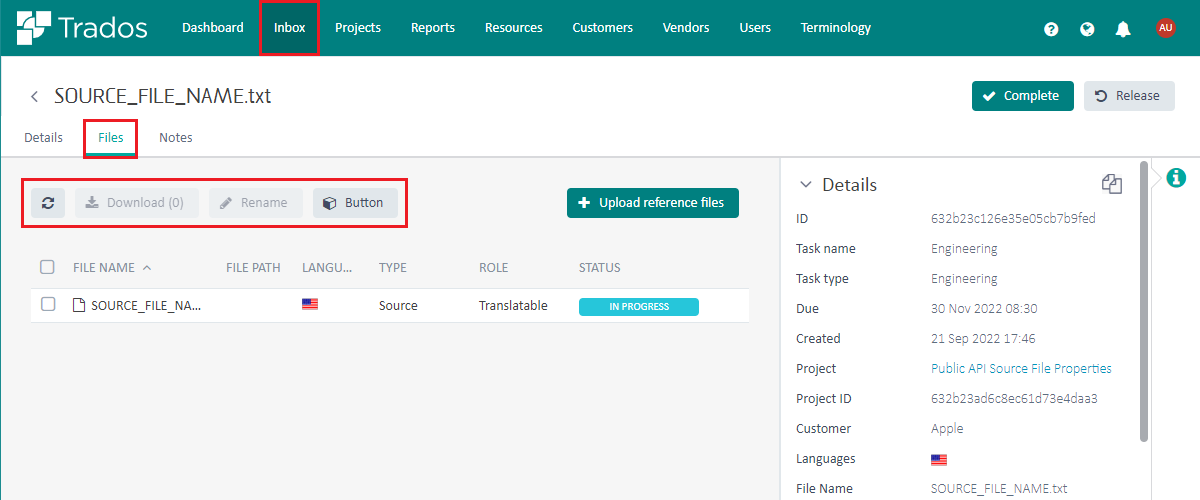 Trados Dashboard Inbox Projects Reports Resources Customers Vendors Users Terminology ? AU
SOURCE_FILE_NAME.txt Complete Release
Details Files Notes
Download (0) Rename Button Upload reference files
FILE NAME FILE PATH LANGU... TYPE ROLE STATUS
SOURCE_FILE_NA... Source Translatable IN PROGRESS
Details
ID 632b23c126e35e05cb7b9fed
Task name Engineering
Task type Engineering
Due 30 Nov 2022 08:30
Created 21 Sep 2022 17:46
Project Public API Source File Properties
Project ID 632b23ad6c8ec61d73e4daa3
Customer Apple
Languages
File Name SOURCE_FILE_NAME.txt